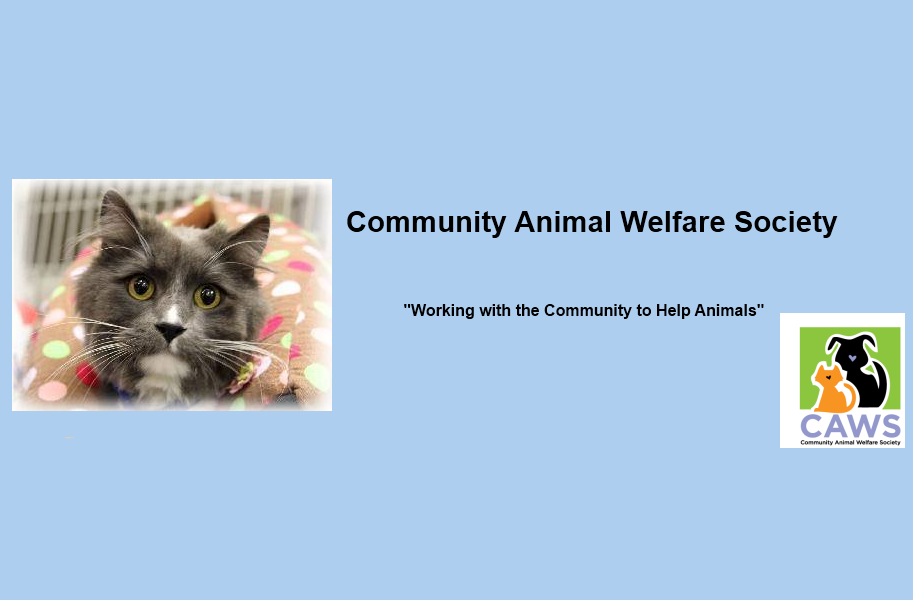 Community Animal Welfare Society
"Working with the Community to Help Animals"
CAWS
Community Animal Welfare Society